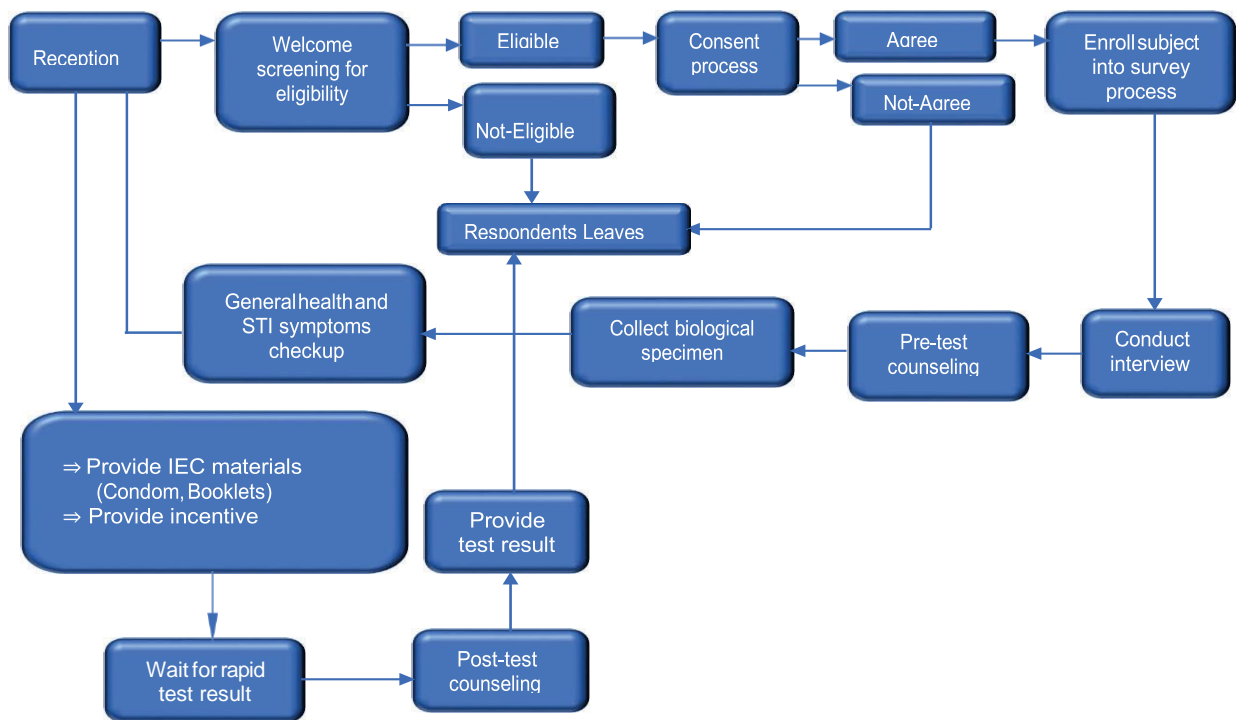 Reception
Welcome
screening for
eligibility
Eligible
Not-Eligible
Consent
process
Agree
Not-Agree
Enroll subject
into survey
process
Respondents Leaves
General health and
STI symptoms
checkup
Collect biological
specimen
Pre-test
counseling
Conduct
interview
⇒ Provide IEC materials
(Condom, Booklets)
⇒ Provide incentive
Provide
test result
Wait for rapid
test result
Post-test
counseling